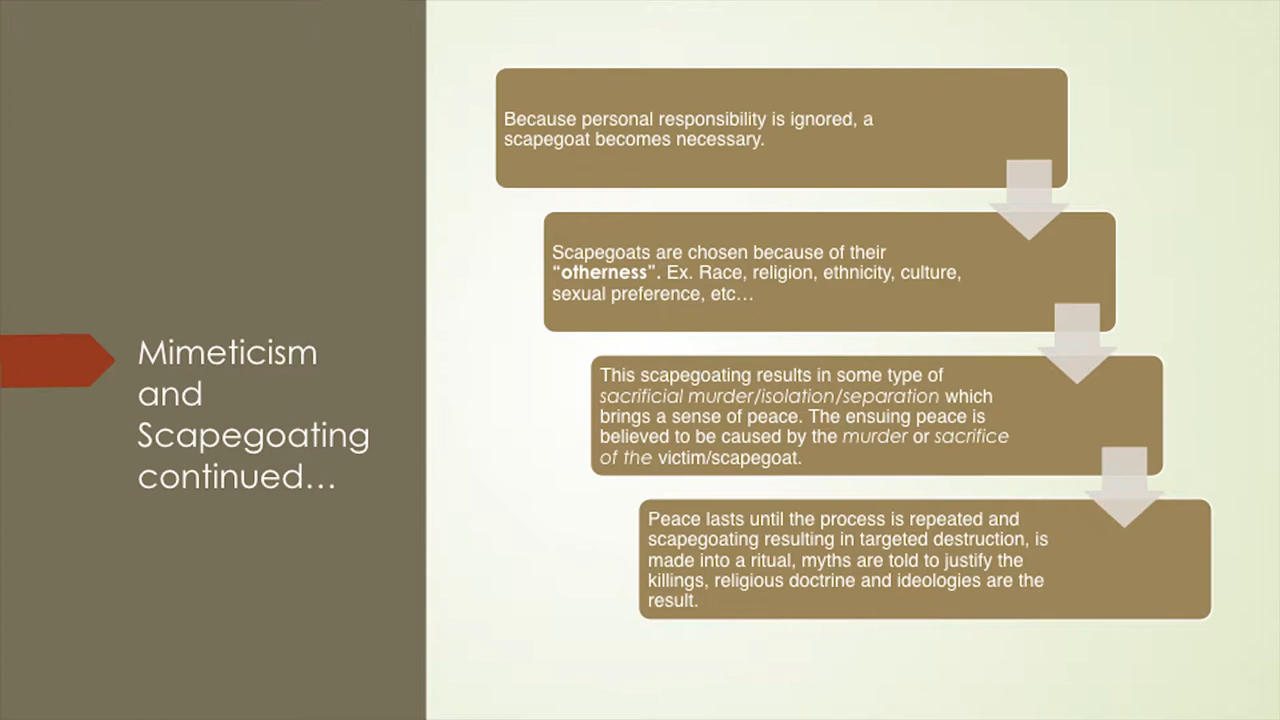 Mimeticism
and
Scapegoating
continued…
Because personal responsibility is ignored, a
scapegoat becomes necessary.
Scapegoats are chosen because of their
“otherness”. Ex. Race, religion, ethnicity, culture,
sexual preference, etc…
This scapegoating results in some type of
sacrificial murder/isolation/separation which
brings a sense of peace. The ensuing peace is
believed to be caused by the murder or sacrifice
of the victim/scapegoat.
Peace lasts until the process is repeated and
scapegoating resulting in targeted destruction, is
made into a ritual, myths are told to justify the
killings, religious doctrine and ideologies are the
result.